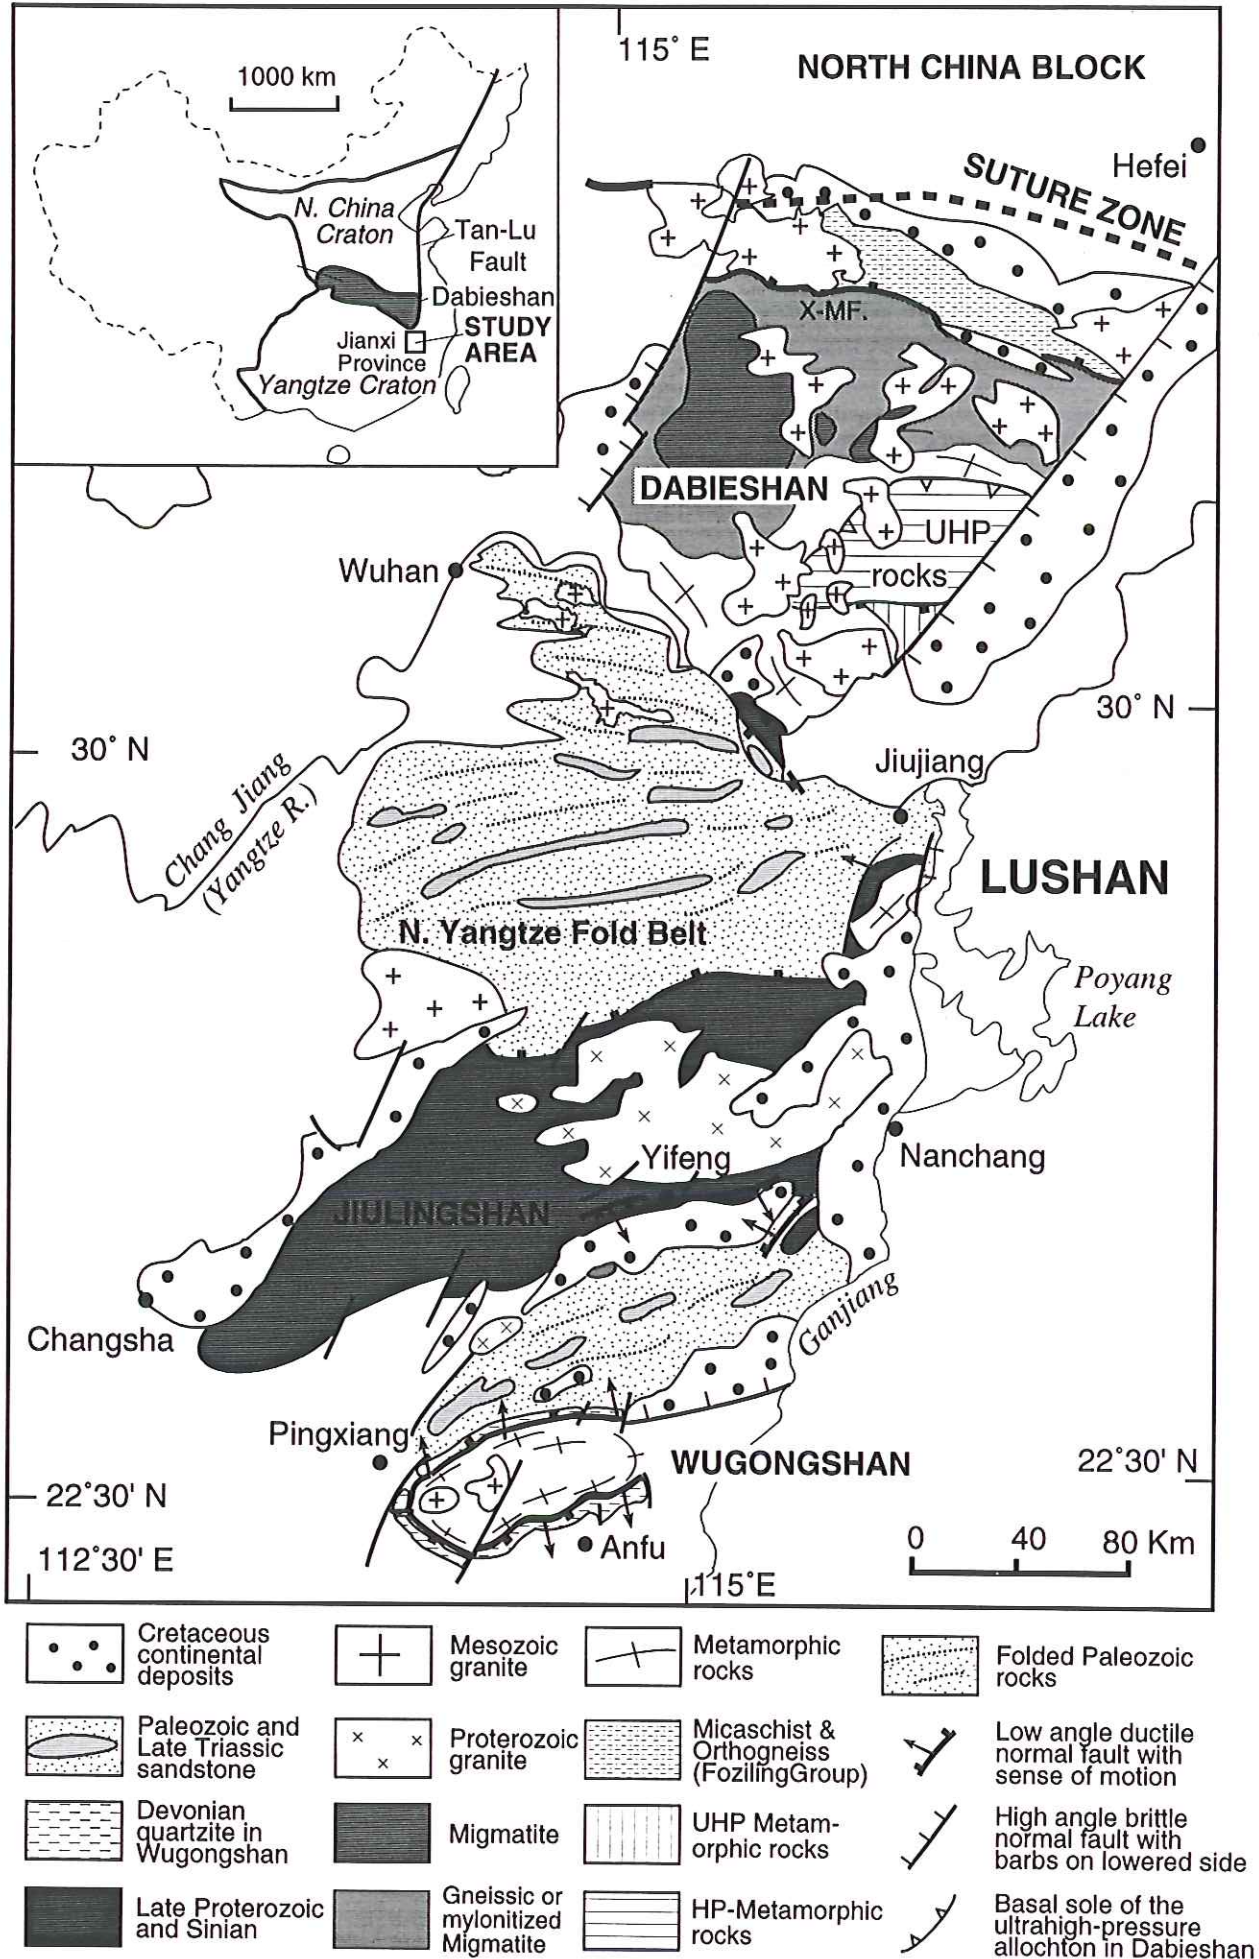 115° E
NORTH CHINA BLOCK
1000 km
Hefei
SUTURE ZONE
N. China
Craton
Tan-Lu
Fault
Dabieshan
STUDY
AREA
Jianxi
Province
Yangtze Craton
X-MF.
DABIESHAN
UHP
rocks
Wuhan
30° N
30° N
Jiujiang
Chang Jiang
(Yangtze R.)
LUSHAN
N. Yangtze Fold Belt
Poyang
Lake
Yifeng
Nanchang
JIULINGSHAN
Changsha
Ganjiang
Pingxiang
WUGONGSHAN
22°30' N
22°30' N
Anfu
0 40 80 Km
112°30' E
115°E
Cretaceous
continental
deposits
Mesozoic
granite
Metamorphic
rocks
Folded Paleozoic
rocks
Paleozoic and
Late Triassic
sandstone
Proterozoic
granite
Micaschist &
Orthogneiss
(FozilingGroup)
Low angle ductile
normal fault with
sense of motion
Devonian
quartzite in
Wugongshan
Migmatite
UHP Metam-
orphic rocks
High angle brittle
normal fault with
barbs on lowered side
Late Proterozoic
and Sinian
Gneissic or
mylonitized
Migmatite
HP-Metamorphic
rocks
Basal sole of the
ultrahigh-pressure
allochton in Dabieshan